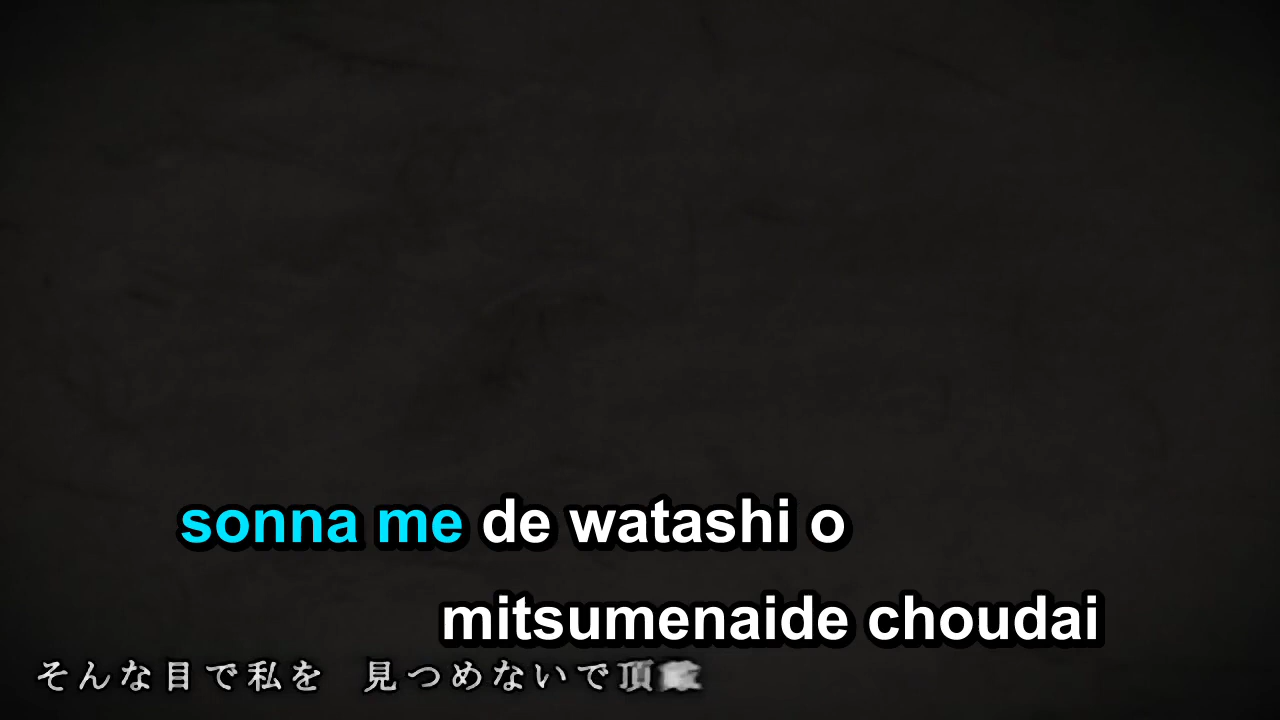 sonna me de watashi o
mitsumenaide choudai
そんな目で私を 見つめないで頂戴